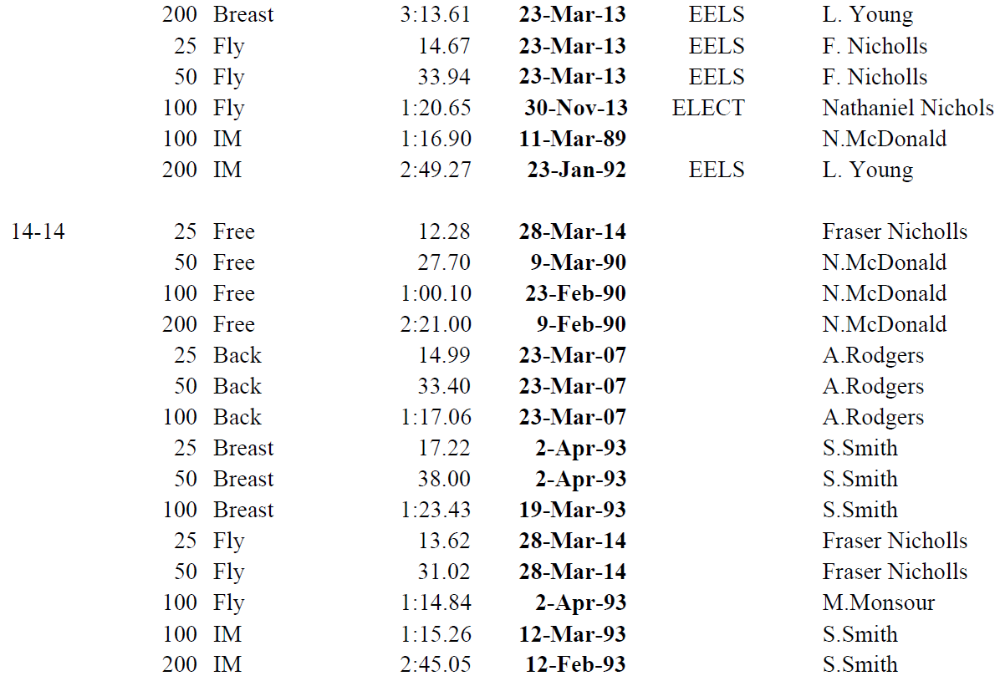 200 Breast 3:13.61 23-Mar-13 EELS L. Young
25 Fly 14.67 23-Mar-13 EELS F. Nicholls
50 Fly 33.94 23-Mar-13 EELS F. Nicholls
100 Fly 1:20.65 30-Nov-13 ELECT Nathaniel Nichols
100 IM 1:16.90 11-Mar-89 N.McDonald
200 IM 2:49.27 23-Jan-92 EELS L. Young
14-14 25 Free 12.28 28-Mar-14 Fraser Nicholls
50 Free 27.70 9-Mar-90 N.McDonald
100 Free 1:00.10 23-Feb-90 N.McDonald
200 Free 2:21.00 9-Feb-90 N.McDonald
25 Back 14.99 23-Mar-07 A.Rodgers
50 Back 33.40 23-Mar-07 A.Rodgers
100 Back 1:17.06 23-Mar-07 A.Rodgers
25 Breast 17.22 2-Apr-93 S.Smith
50 Breast 38.00 2-Apr-93 S.Smith
100 Breast 1:23.43 19-Mar-93 S.Smith
25 Fly 13.62 28-Mar-14 Fraser Nicholls
50 Fly 31.02 28-Mar-14 Fraser Nicholls
100 Fly 1:14.84 2-Apr-93 M.Monsour
100 IM 1:15.26 12-Mar-93 S.Smith
200 IM 2:45.05 12-Feb-93 S.Smith